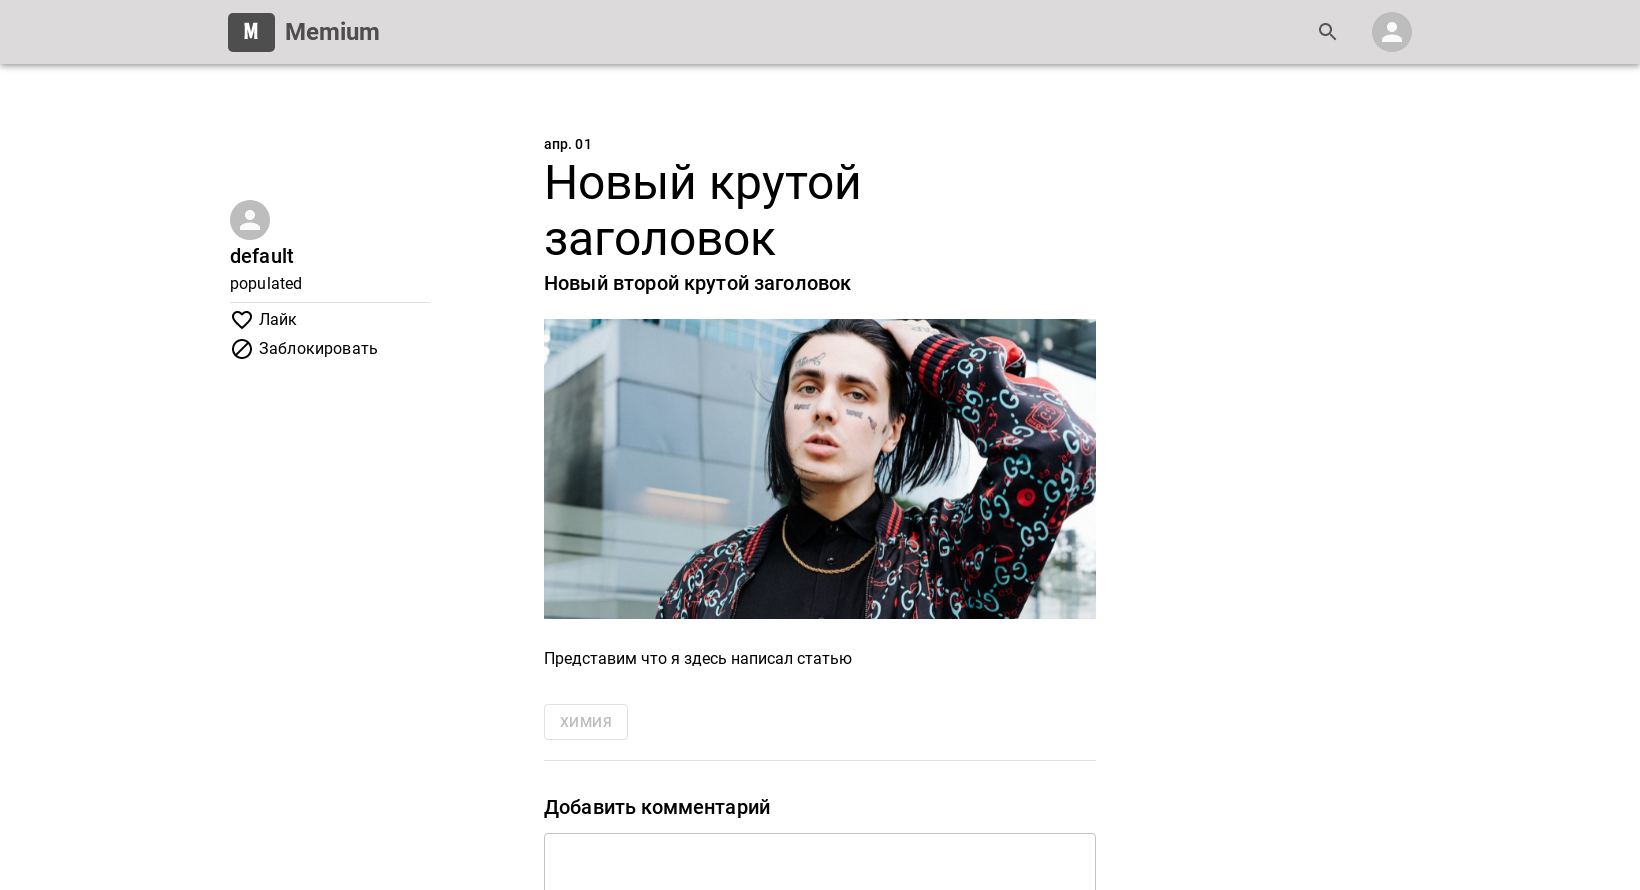 M Memium
апр. 01
Новый крутой
заголовок
Новый второй крутой заголовок
default
populated
Лайк
Заблокировать
Представим что я здесь написал статью
ХИМИЯ
Добавить комментарий